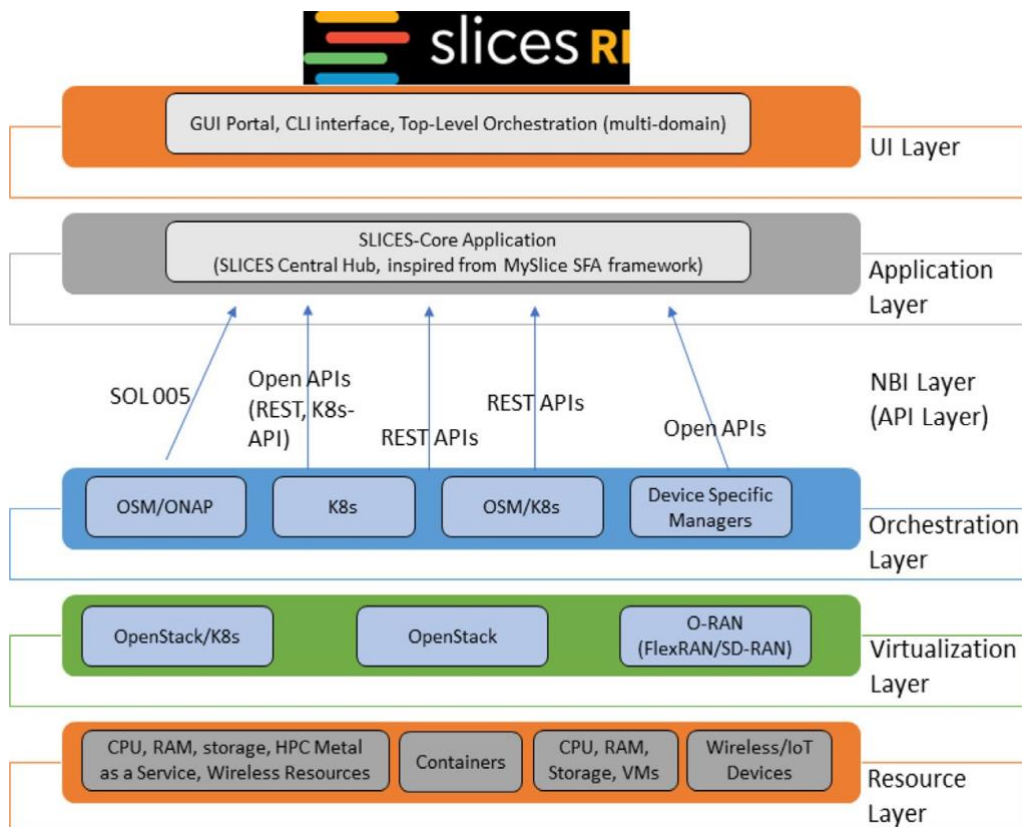 slices RI
GUI Portal, CLI interface, Top-Level Orchestration (multi-domain)
UI Layer
SLICES-Core Application
(SLICES Central Hub, inspired from MySlice SFA framework)
Application
Layer
SOL 005
Open APIs
(REST, K8s-
API)
REST APIs
REST APIs
Open APIs
NBI Layer
(API Layer)
OSM/ONAP
K8s
OSM/K8s
Device Specific
Managers
Orchestration
Layer
OpenStack/K8s
OpenStack
O-RAN
(FlexRAN/SD-RAN)
Virtualization
Layer
CPU, RAM, storage, HPC Metal
as a Service, Wireless Resources
Containers
CPU, RAM,
Storage, VMs
Wireless/IoT
Devices
Resource
Layer